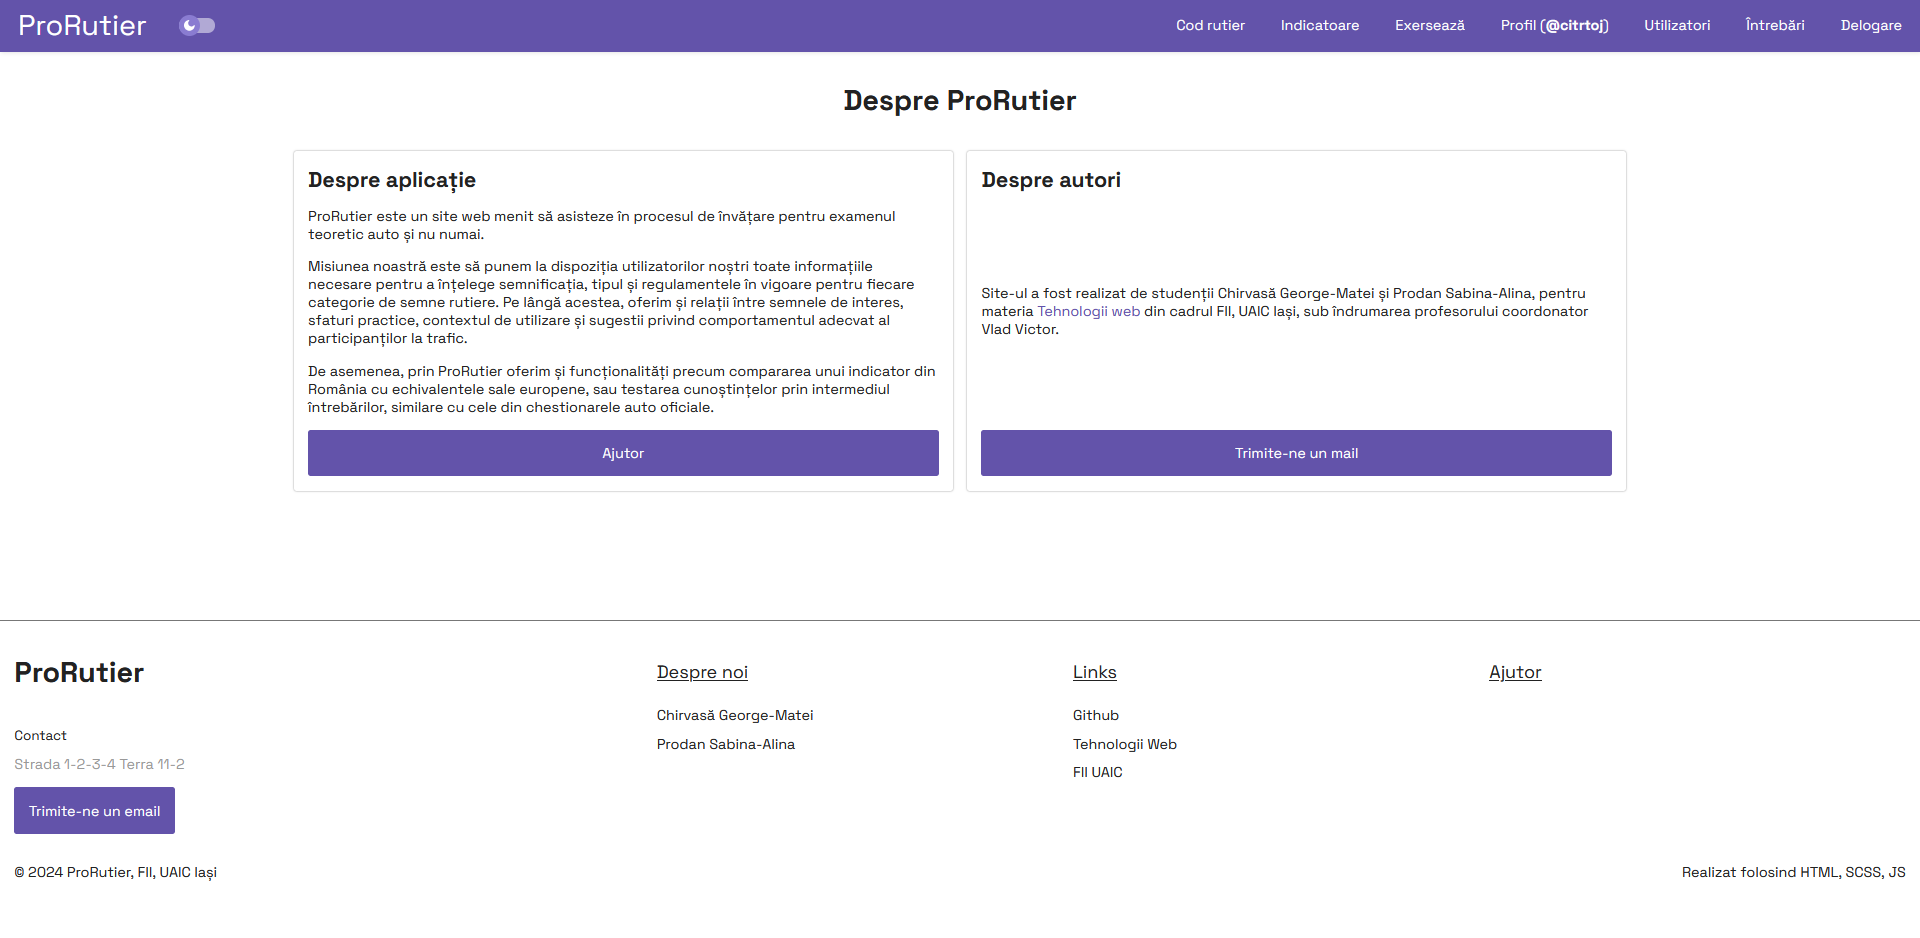 ProRutier
Cod rutier
Indicatoare
Exersează
Profil (@citrtoj)
Utilizatori
Întrebări
Delogare
Despre ProRutier
Despre aplicație
ProRutier este un site web menit să asisteze în procesul de învățare pentru examenul
teoretic auto și nu numai.
Misiunea noastră este să punem la dispoziția utilizatorilor noștri toate informațiile
necesare pentru a înțelege semnificația, tipul și regulamentele în vigoare pentru fiecare
categorie de semne rutiere. Pe lângă acestea, oferim și relații între semnele de interes,
sfaturi practice, contextul de utilizare și sugestii privind comportamentul adecvat al
participanților la trafic.
De asemenea, prin ProRutier oferim și funcționalități precum compararea unui indicator din
România cu echivalentele sale europene, sau testarea cunoștințelor prin intermediul
întrebărilor, similare cu cele din chestionarele auto oficiale.
Ajutor
Despre autori
Site-ul a fost realizat de studenții Chirvasă George-Matei și Prodan Sabina-Alina, pentru
materia Tehnologii web din cadrul FII, UAIC Iași, sub îndrumarea profesorului coordonator
Vlad Victor.
Trimite-ne un mail
ProRutier
Contact
Strada 1-2-3-4 Terra 11-2
Trimite-ne un email
Despre noi
Chirvasă George-Matei
Prodan Sabina-Alina
Links
Github
Tehnologii Web
FII UAIC
Ajutor
© 2024 ProRutier, FII, UAIC Iași
Realizat folosind HTML, SCSS, JS